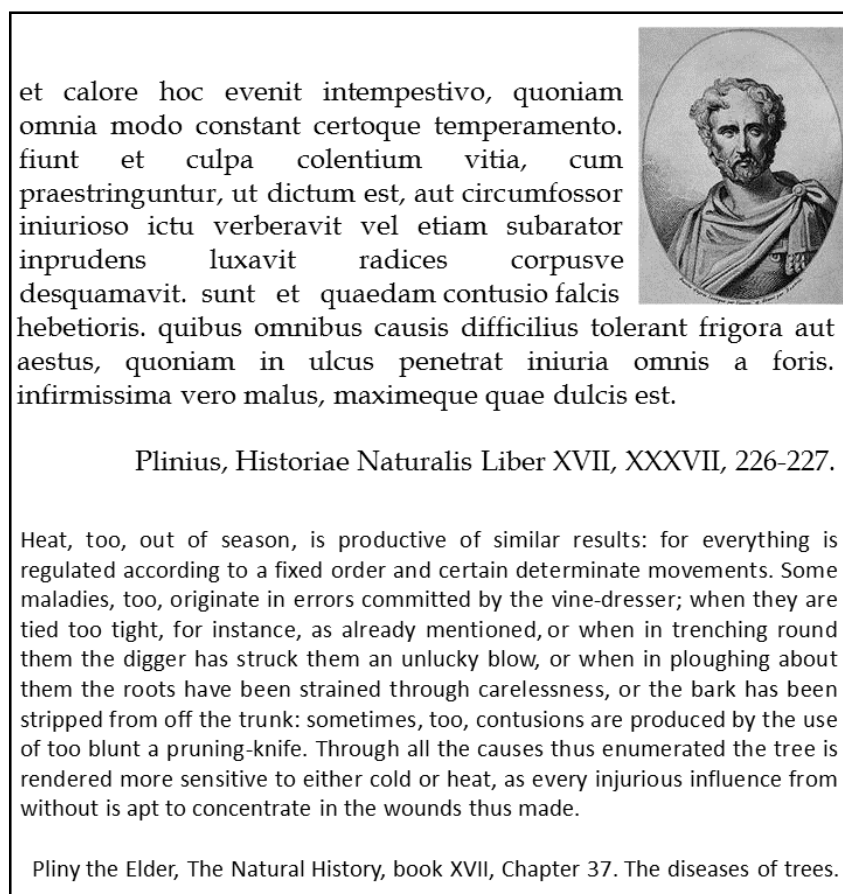 et calore hoc evenit intempestivo, quoniam
omnia modo constant certoque temperamento.
fiunt et culpa colentium vitia, cum
praestringuntur, ut dictum est, aut circumfossor
iniurioso ictu verberavit vel etiam subarator
inprudens luxavit radices corpusve
desquamavit. sunt et quaedam contusio falcis
hebetioris. quibus omnibus causis difficilius tolerant frigora aut
aestus, quoniam in ulcus penetrat iniuria omnis a foris.
infirmissima vero malus, maximeque quae dulcis est.
Plinius, Historiae Naturalis Liber XVII, XXXVII, 226-227.
Heat, too, out of season, is productive of similar results: for everything is
regulated according to a fixed order and certain determinate movements. Some
maladies, too, originate in errors committed by the vine-dresser; when they are
tied too tight, for instance, as already mentioned, or when in trenching round
them the digger has struck them an unlucky blow, or when in ploughing about
them the roots have been strained through carelessness, or the bark has been
stripped from off the trunk: sometimes, too, contusions are produced by the use
of too blunt a pruning-knife. Through all the causes thus enumerated the tree is
rendered more sensitive to either cold or heat, as every injurious influence from
without is apt to concentrate in the wounds thus made.
Pliny the Elder, The Natural History, book XVII, Chapter 37. The diseases of trees.